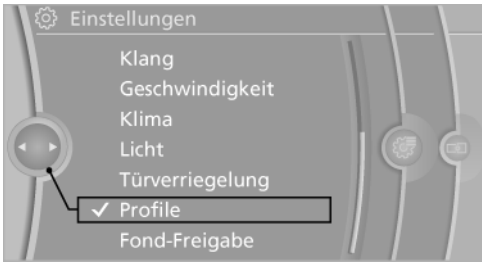 Einstellungen
Klang
Geschwindigkeit
Klima
Licht
Türverriegelung
Profile
Fond-Freigabe